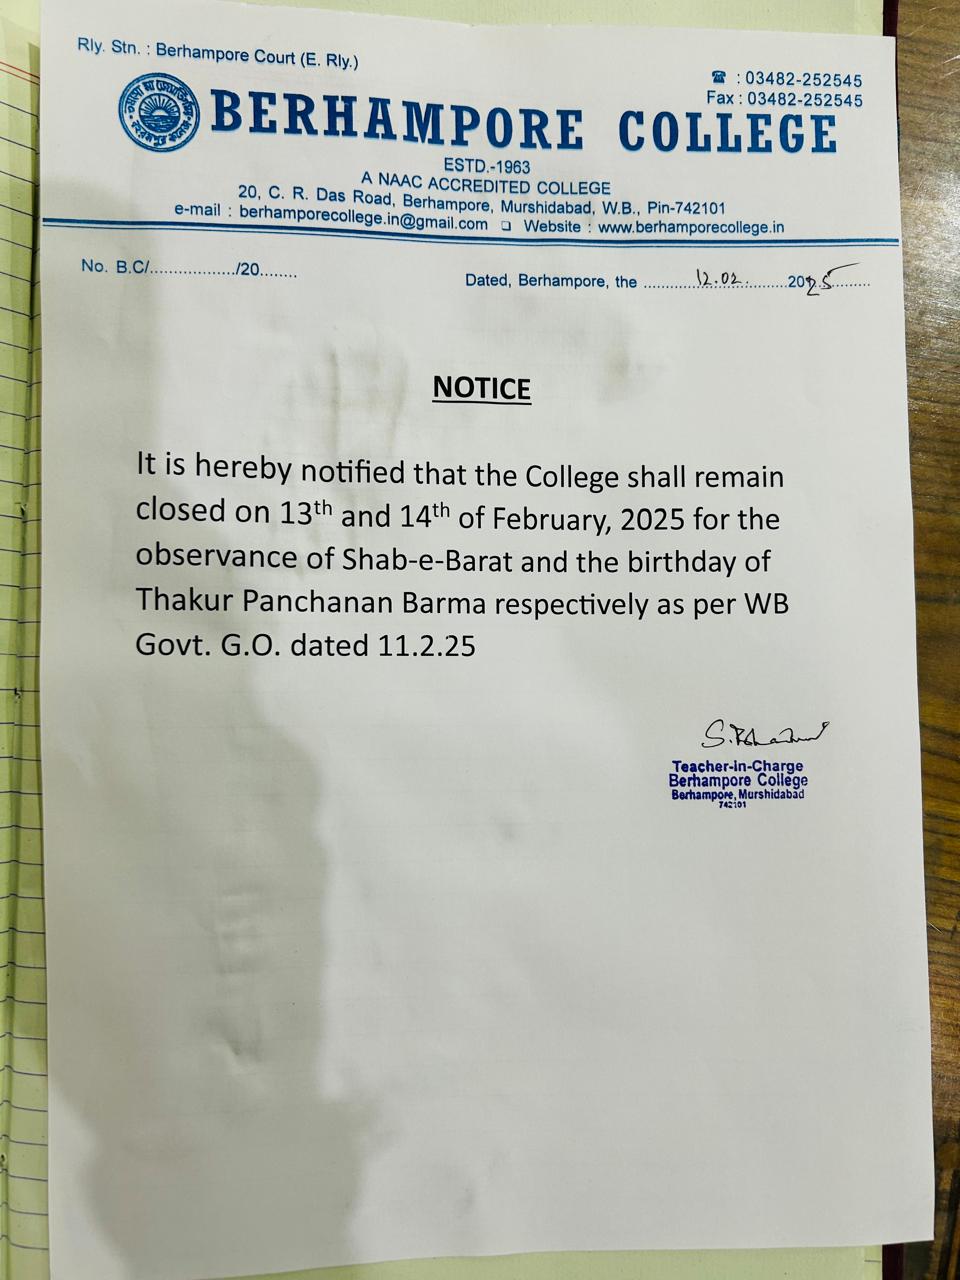 Rly. Stn. : Berhampore Court (E. Rly.)
☎ : 03482-252545
Fax : 03482-252545
BERHAMPORE COLLEGE
ESTD.-1963
A NAAC ACCREDITED COLLEGE
20, C. R. Das Road, Berhampore, Murshidabad, W.B., Pin-742101
e-mail : berhamporecollege.in@gmail.com ❑ Website : www.berhamporecollege.in
No. B.C/................./20........
Dated, Berhampore, the ..........12.02..........2025..........
NOTICE
It is hereby notified that the College shall remain
closed on 13th and 14th of February, 2025 for the
observance of Shab-e-Barat and the birthday of
Thakur Panchanan Barma respectively as per WB
Govt. G.O. dated 11.2.25
Teacher-in-Charge
Berhampore College
Berhampore, Murshidabad
742101